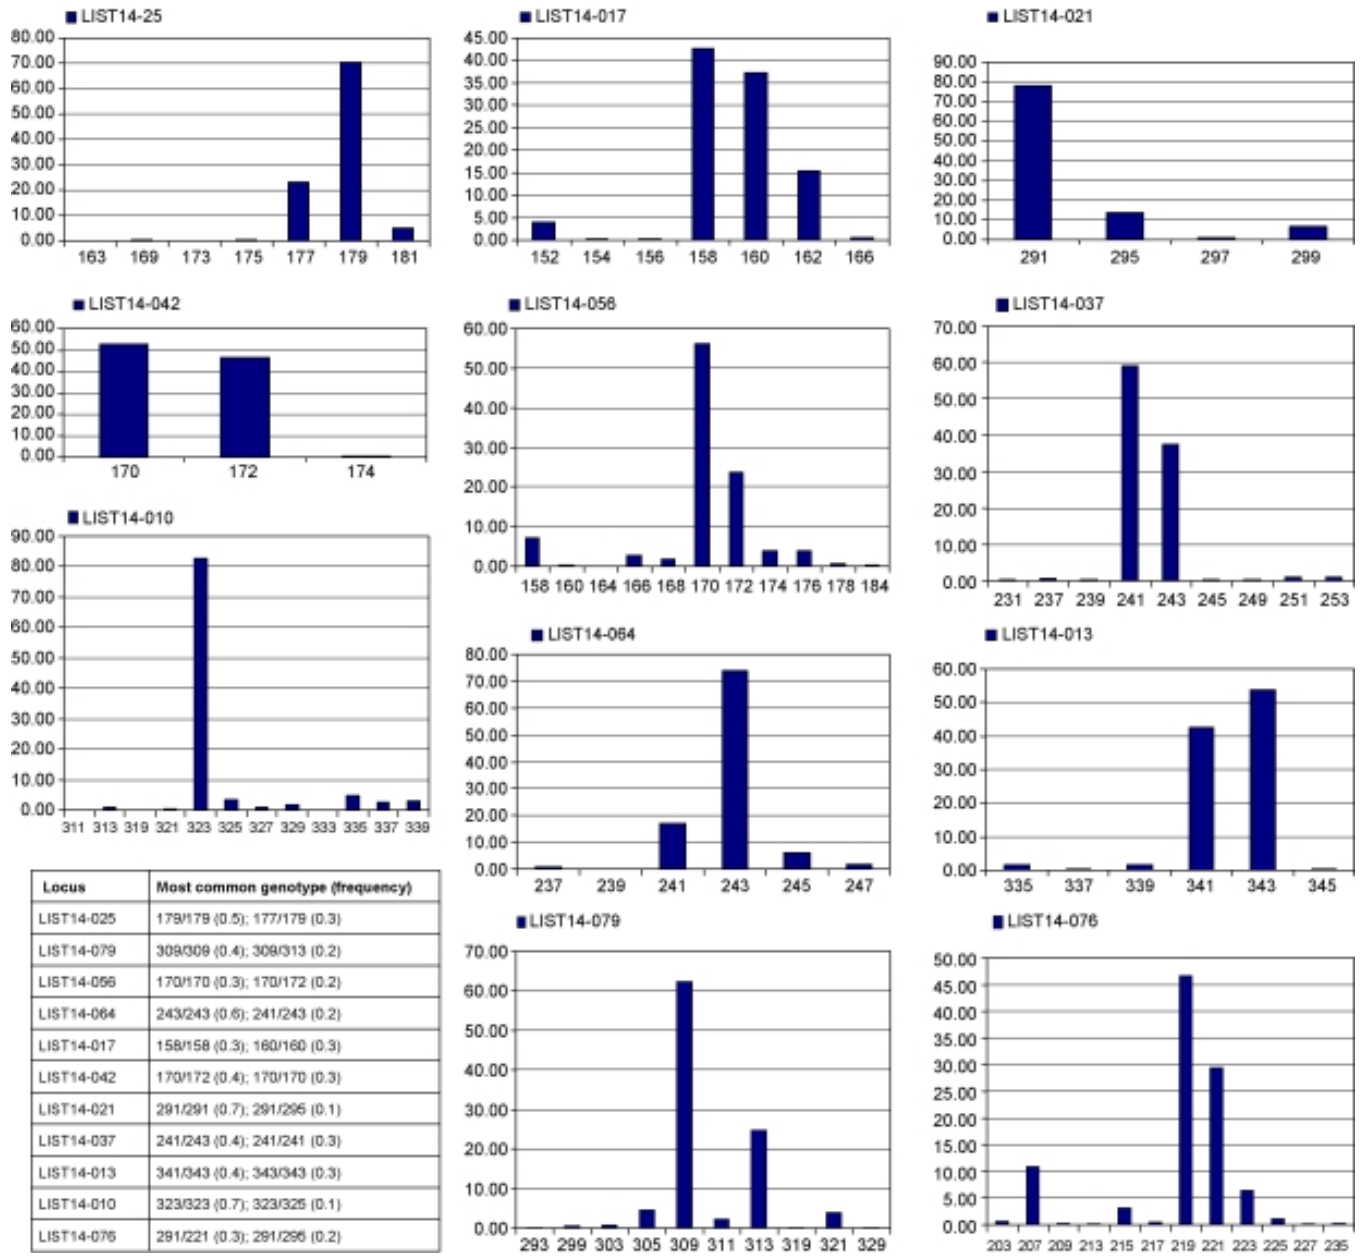 LIST14-25
80.00
70.00
60.00
50.00
40.00
30.00
20.00
10.00
0.00
163 169 173 175 177 179 181
LIST14-017
45.00
40.00
35.00
30.00
25.00
20.00
15.00
10.00
5.00
0.00
152 154 156 158 160 162 166
LIST14-021
90.00
80.00
70.00
60.00
50.00
40.00
30.00
20.00
10.00
0.00
291 295 297 299
LIST14-042
60.00
50.00
40.00
30.00
20.00
10.00
0.00
170 172 174
LIST14-056
60.00
50.00
40.00
30.00
20.00
10.00
0.00
158 160 164 166 168 170 172 174 176 178 184
LIST14-037
70.00
60.00
50.00
40.00
30.00
20.00
10.00
0.00
231 237 239 241 243 245 249 251 253
LIST14-010
90.00
80.00
70.00
60.00
50.00
40.00
30.00
20.00
10.00
0.00
311 313 319 321 323 325 327 329 333 335 337 339
LIST14-064
80.00
70.00
60.00
50.00
40.00
30.00
20.00
10.00
0.00
237 239 241 243 245 247
LIST14-013
60.00
50.00
40.00
30.00
20.00
10.00
0.00
335 337 339 341 343 345
Locus Most common genotype (frequency)
LIST14-025 179/179 (0.5); 177/179 (0.3)
LIST14-079 309/309 (0.4); 309/313 (0.2)
LIST14-056 170/170 (0.3); 170/172 (0.2)
LIST14-064 243/243 (0.6); 241/243 (0.2)
LIST14-017 158/158 (0.3); 160/160 (0.3)
LIST14-042 170/172 (0.4); 170/170 (0.3)
LIST14-021 291/291 (0.7); 291/295 (0.1)
LIST14-037 241/243 (0.4); 241/241 (0.3)
LIST14-013 341/343 (0.4); 343/343 (0.3)
LIST14-010 323/323 (0.7); 323/325 (0.1)
LIST14-076 291/221 (0.3); 291/295 (0.2)
LIST14-079
70.00
60.00
50.00
40.00
30.00
20.00
10.00
0.00
293 299 303 305 309 311 313 319 321 329
LIST14-076
50.00
45.00
40.00
35.00
30.00
25.00
20.00
15.00
10.00
5.00
0.00
203 207 209 213 215 217 219 221 223 225 227 235